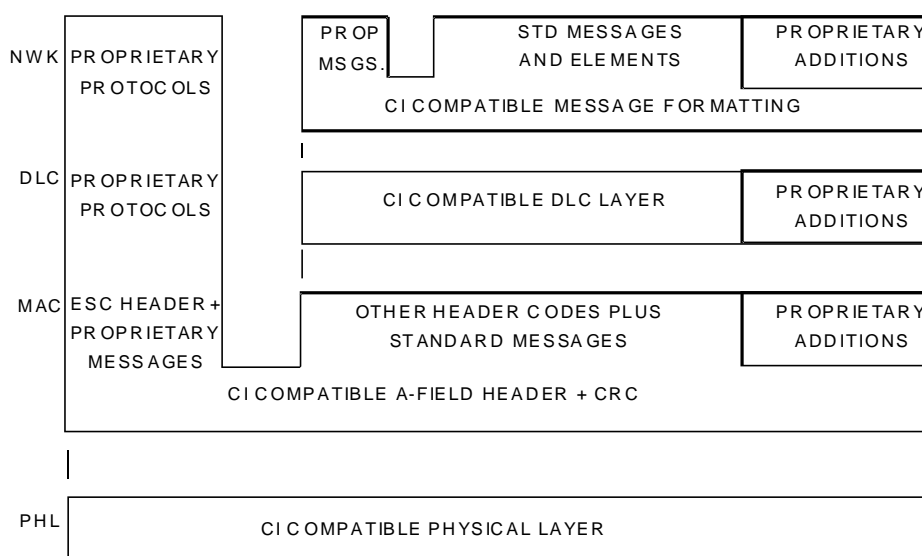 NWK
PROPRIETARY
PROTOCOLS
PROP
MSGS.
STD MESSAGES
AND ELEMENTS
PROPRIETARY
ADDITIONS
CI COMPATIBLE MESSAGE FORMATTING
DLC
PROPRIETARY
PROTOCOLS
CI COMPATIBLE DLC LAYER
PROPRIETARY
ADDITIONS
MAC
ESC HEADER +
PROPRIETARY
MESSAGES
OTHER HEADER CODES PLUS
STANDARD MESSAGES
PROPRIETARY
ADDITIONS
CI COMPATIBLE A-FIELD HEADER + CRC
PHL
CI COMPATIBLE PHYSICAL LAYER